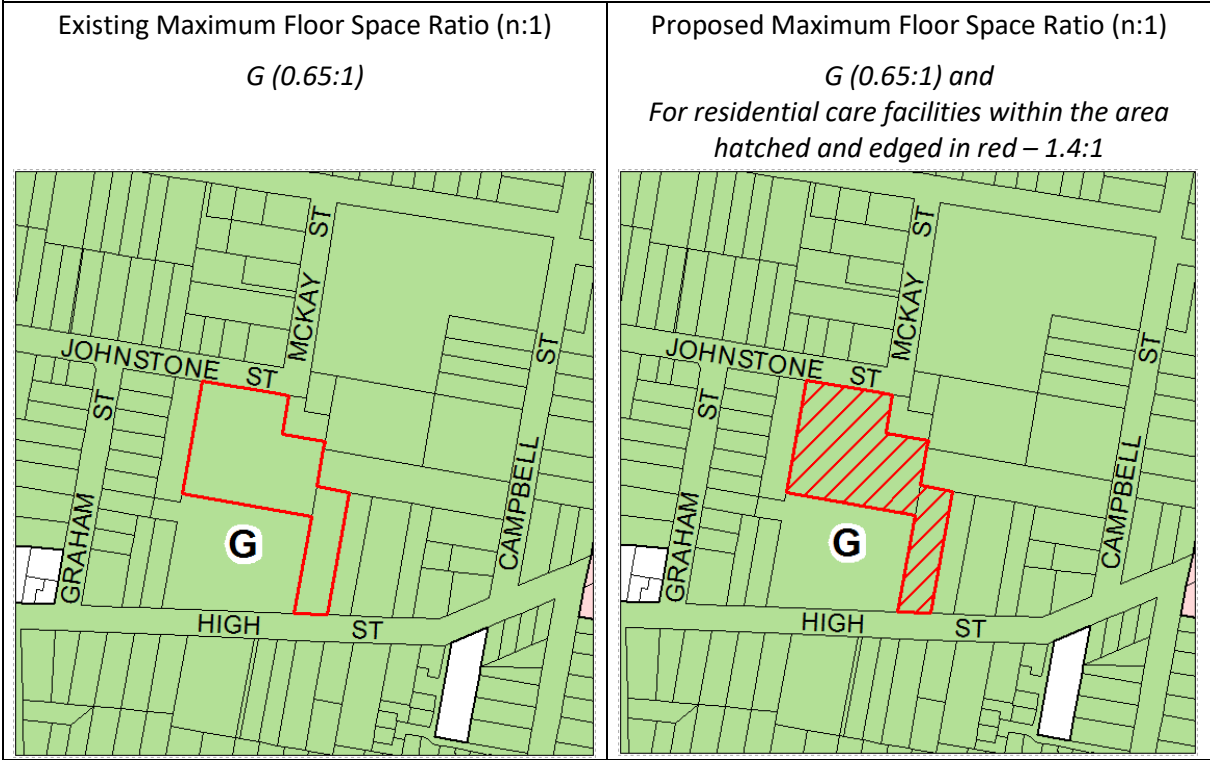 Existing Maximum Floor Space Ratio (n:1)
G (0.65:1)
Proposed Maximum Floor Space Ratio (n:1)
G (0.65:1) and
For residential care facilities within the area
hatched and edged in red – 1.4:1
MCKAY ST
JOHNSTONE ST
GRAHAM ST
CAMPBELL ST
G
HIGH ST
MCKAY ST
JOHNSTONE ST
GRAHAM ST
CAMPBELL ST
G
HIGH ST